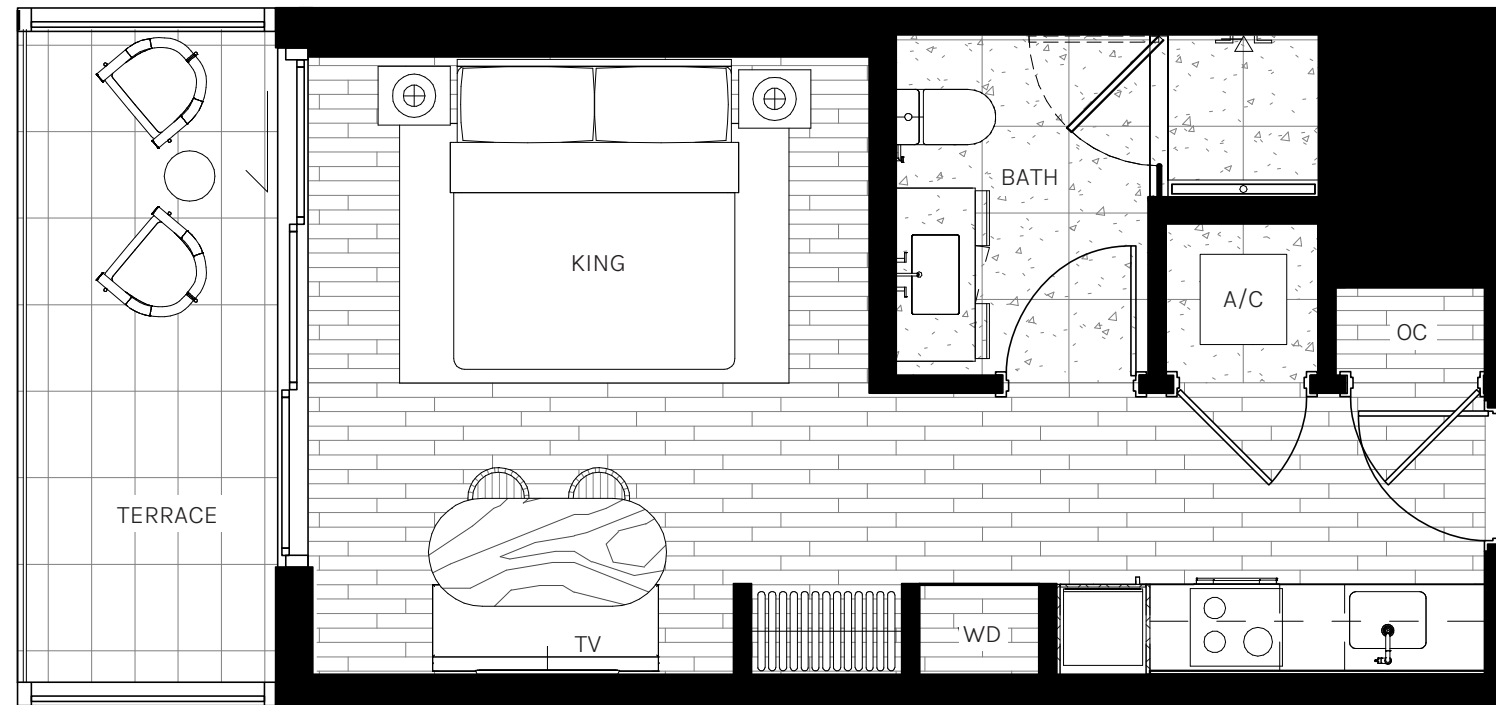 BATH
KING
A/C
OC
TERRACE
TV
WD